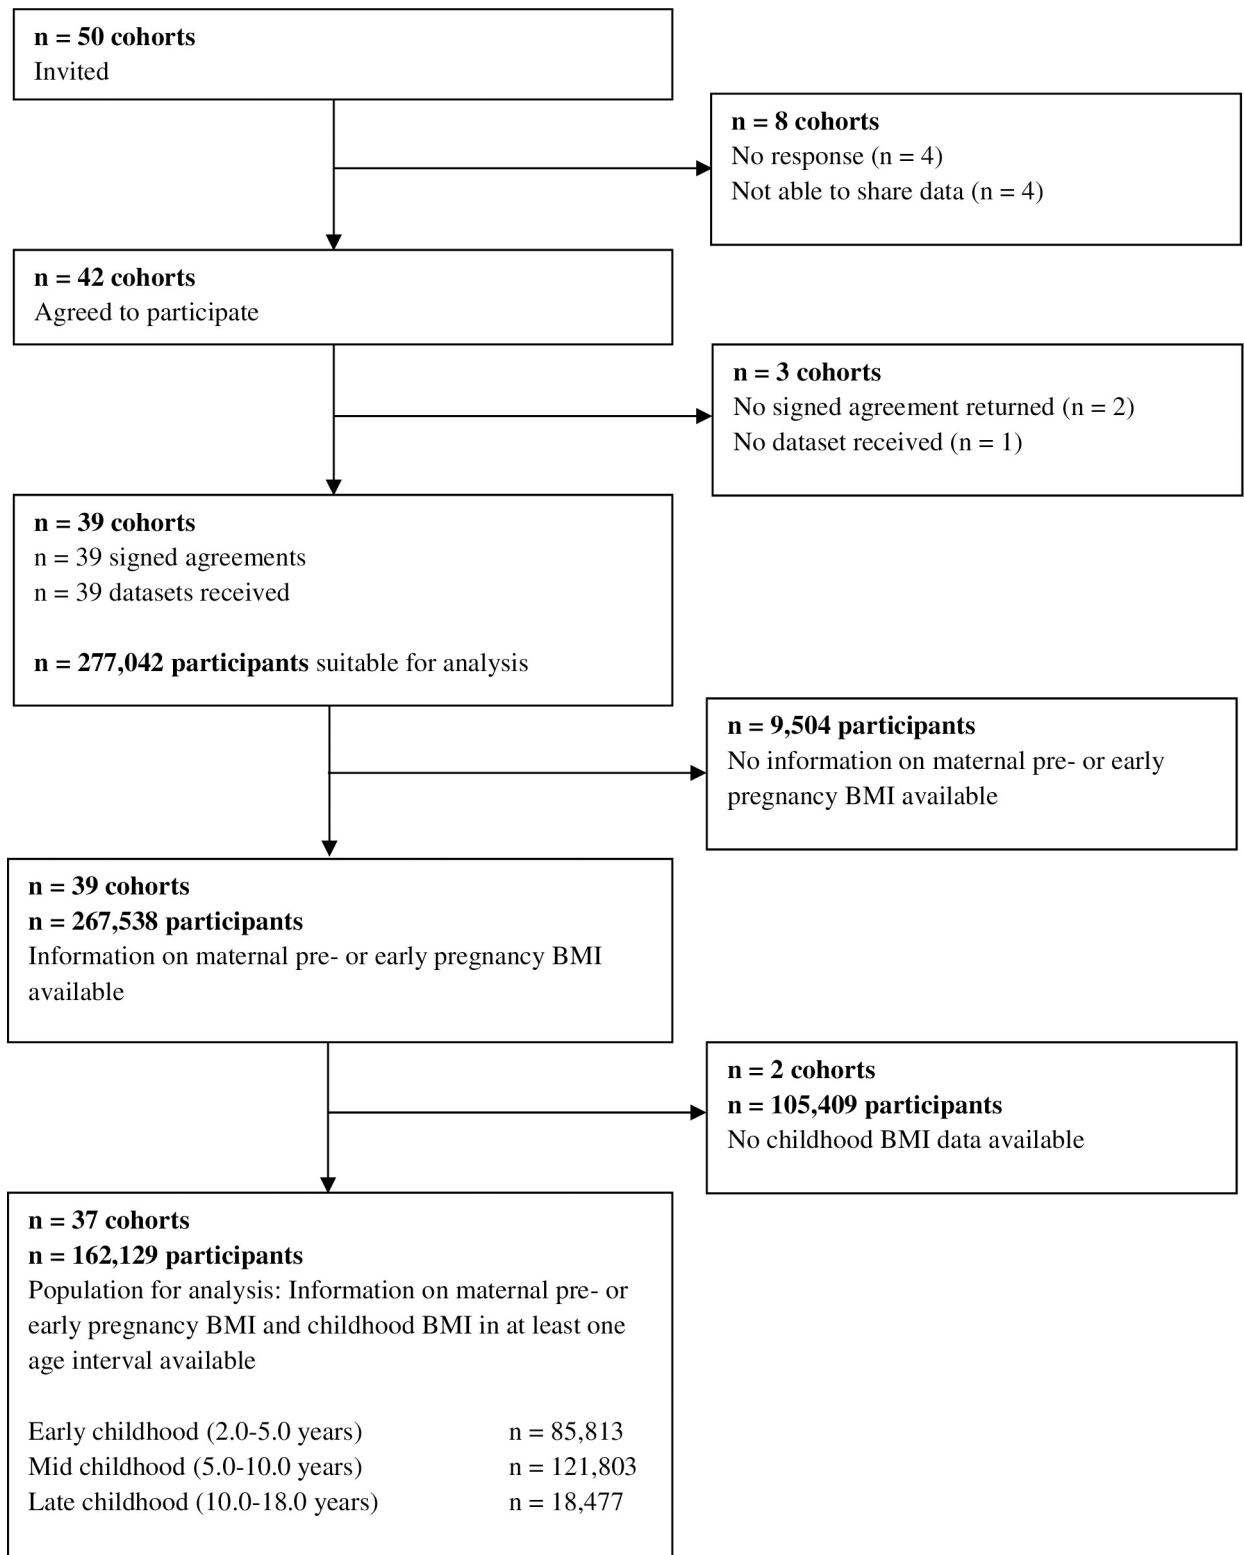 n = 50 cohorts
Invited
n = 8 cohorts
No response (n = 4)
Not able to share data (n = 4)
n = 42 cohorts
Agreed to participate
n = 3 cohorts
No signed agreement returned (n = 2)
No dataset received (n = 1)
n = 39 cohorts
n = 39 signed agreements
n = 39 datasets received
n = 277,042 participants suitable for analysis
n = 9,504 participants
No information on maternal pre- or early
pregnancy BMI available
n = 39 cohorts
n = 267,538 participants
Information on maternal pre- or early pregnancy BMI
available
n = 2 cohorts
n = 105,409 participants
No childhood BMI data available
n = 37 cohorts
n = 162,129 participants
Population for analysis: Information on maternal pre- or
early pregnancy BMI and childhood BMI in at least one
age interval available
Early childhood (2.0-5.0 years) n = 85,813
Mid childhood (5.0-10.0 years) n = 121,803
Late childhood (10.0-18.0 years) n = 18,477